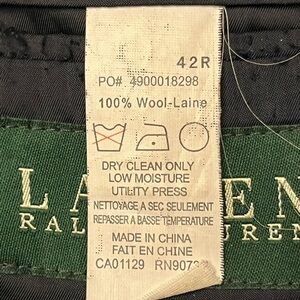 42R
PO# 4900018298
100% Wool-Laine
DRY CLEAN ONLY
LOW MOISTURE
UTILITY PRESS
NETTOYAGE A SEC SEULEMENT
REPASSER A BASSE TEMPERATURE
MADE IN CHINA
FAIT EN CHINE
CA01129